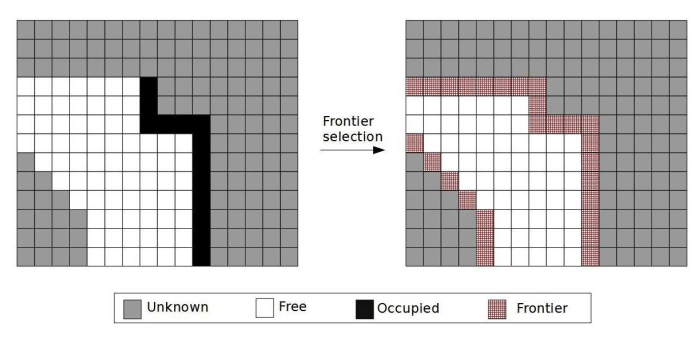 Frontier
selection
Unknown
Free
Occupied
Frontier